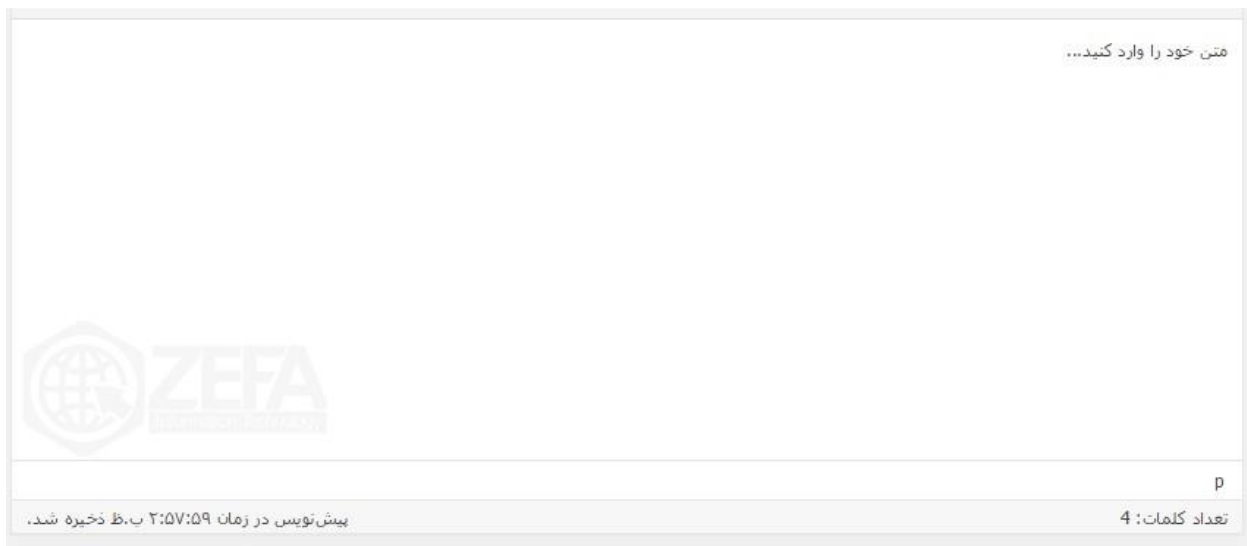 متن خود را وارد کنید...
ZEFA
p
تعداد کلمات: 4
پیش‌نویس در زمان ۲:۵۷:۵۹ ب.ظ ذخیره شد.